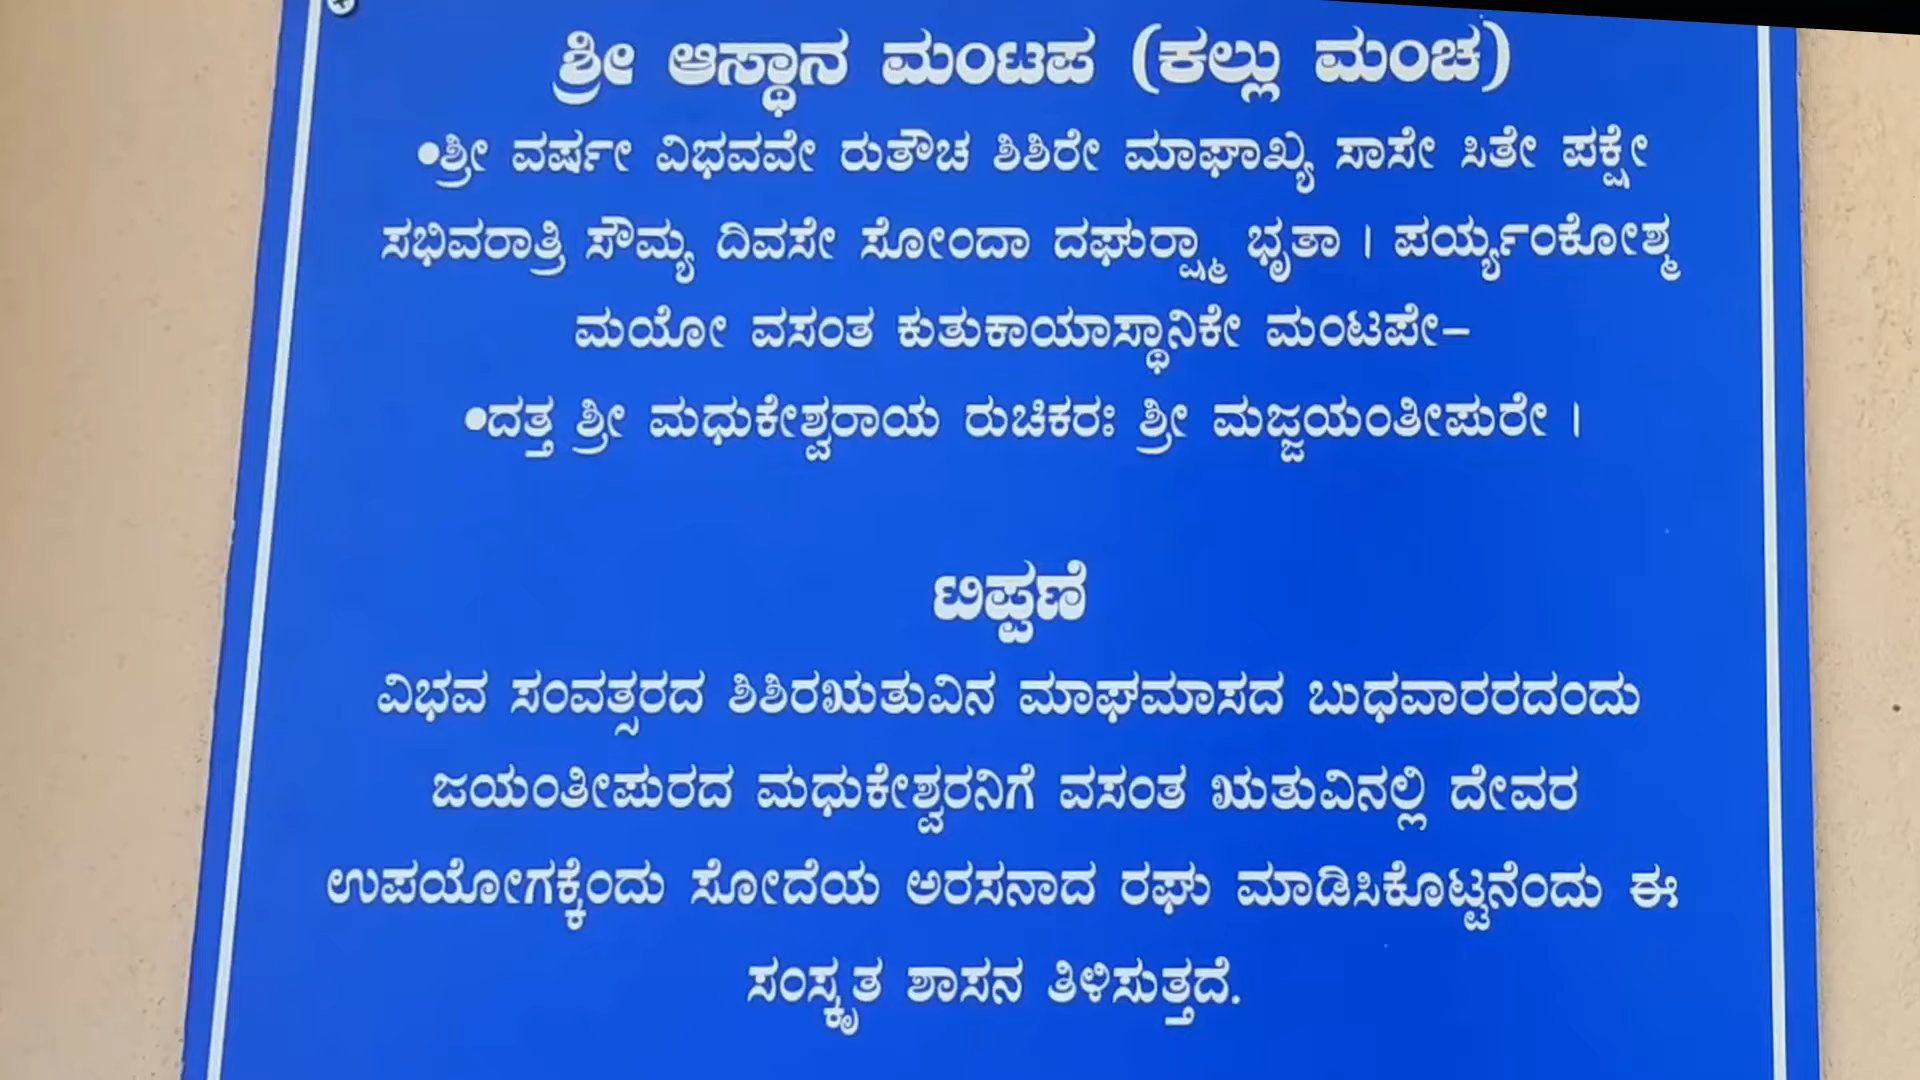 ಶ್ರೀ ಆಸ್ಥಾನ ಮಂಟಪ (ಕಲ್ಲು ಮಂಚ)
•ಶ್ರೀ ವರ್ಷೇ ವಿಭವವೇ ರುತೌಚ ಶಿಶಿರೇ ಮಾಘಾಖ್ಯ ಸಾಸೇ ಸಿತೇ ಪಕ್ಷೇ
ಸಭಿವರಾತ್ರಿ ಸೌಮ್ಯ ದಿವಸೇ ಸೋಂದಾ ಭೃತಾ । ಪರ್ಯ್ಯಂಕೋಶ್ಮ
ಮಯೋ ವಸಂತ ಕುತುಕಾಯಾಸ್ಥಾನಿಕೇ ಮಂಟಪೇ–
•ದತ್ತ ಶ್ರೀ ಮಧುಕೇಶ್ವರಾಯ ರುಚಿಕರಃ ಶ್ರೀ ಮಜ್ಜಯಂತೀಪುರೇ ।
ಟಿಪ್ಪಣೆ
ವಿಭವ ಸಂವತ್ಸರದ ಶಿಶಿರಋತುವಿನ ಮಾಘಮಾಸದ ಬುಧವಾರರದಂದು
ಜಯಂತೀಪುರದ ಮಧುಕೇಶ್ವರನಿಗೆ ವಸಂತ ಋತುವಿನಲ್ಲಿ ದೇವರ
ಉಪಯೋಗಕ್ಕೆಂದು ಸೋದೆಯ ಅರಸನಾದ ರಘು ಮಾಡಿಸಿಕೊಟ್ಟನೆಂದು ಈ
ಸಂಸ್ಕೃತ ಶಾಸನ ತಿಳಿಸುತ್ತದೆ.